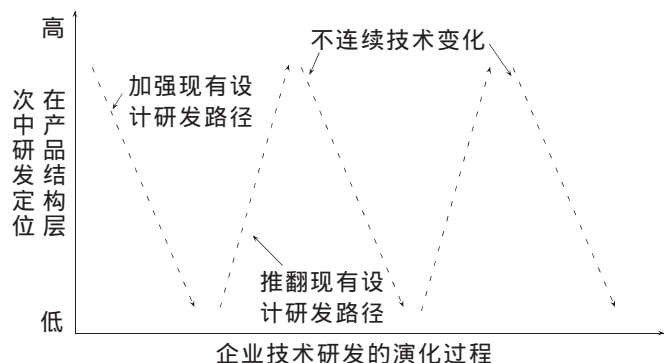 高
不连续技术变化
加强现有设
计研发路径
在产品结构层
次中研发定位
推翻现有设
计研发路径
低
企业技术研发的演化过程